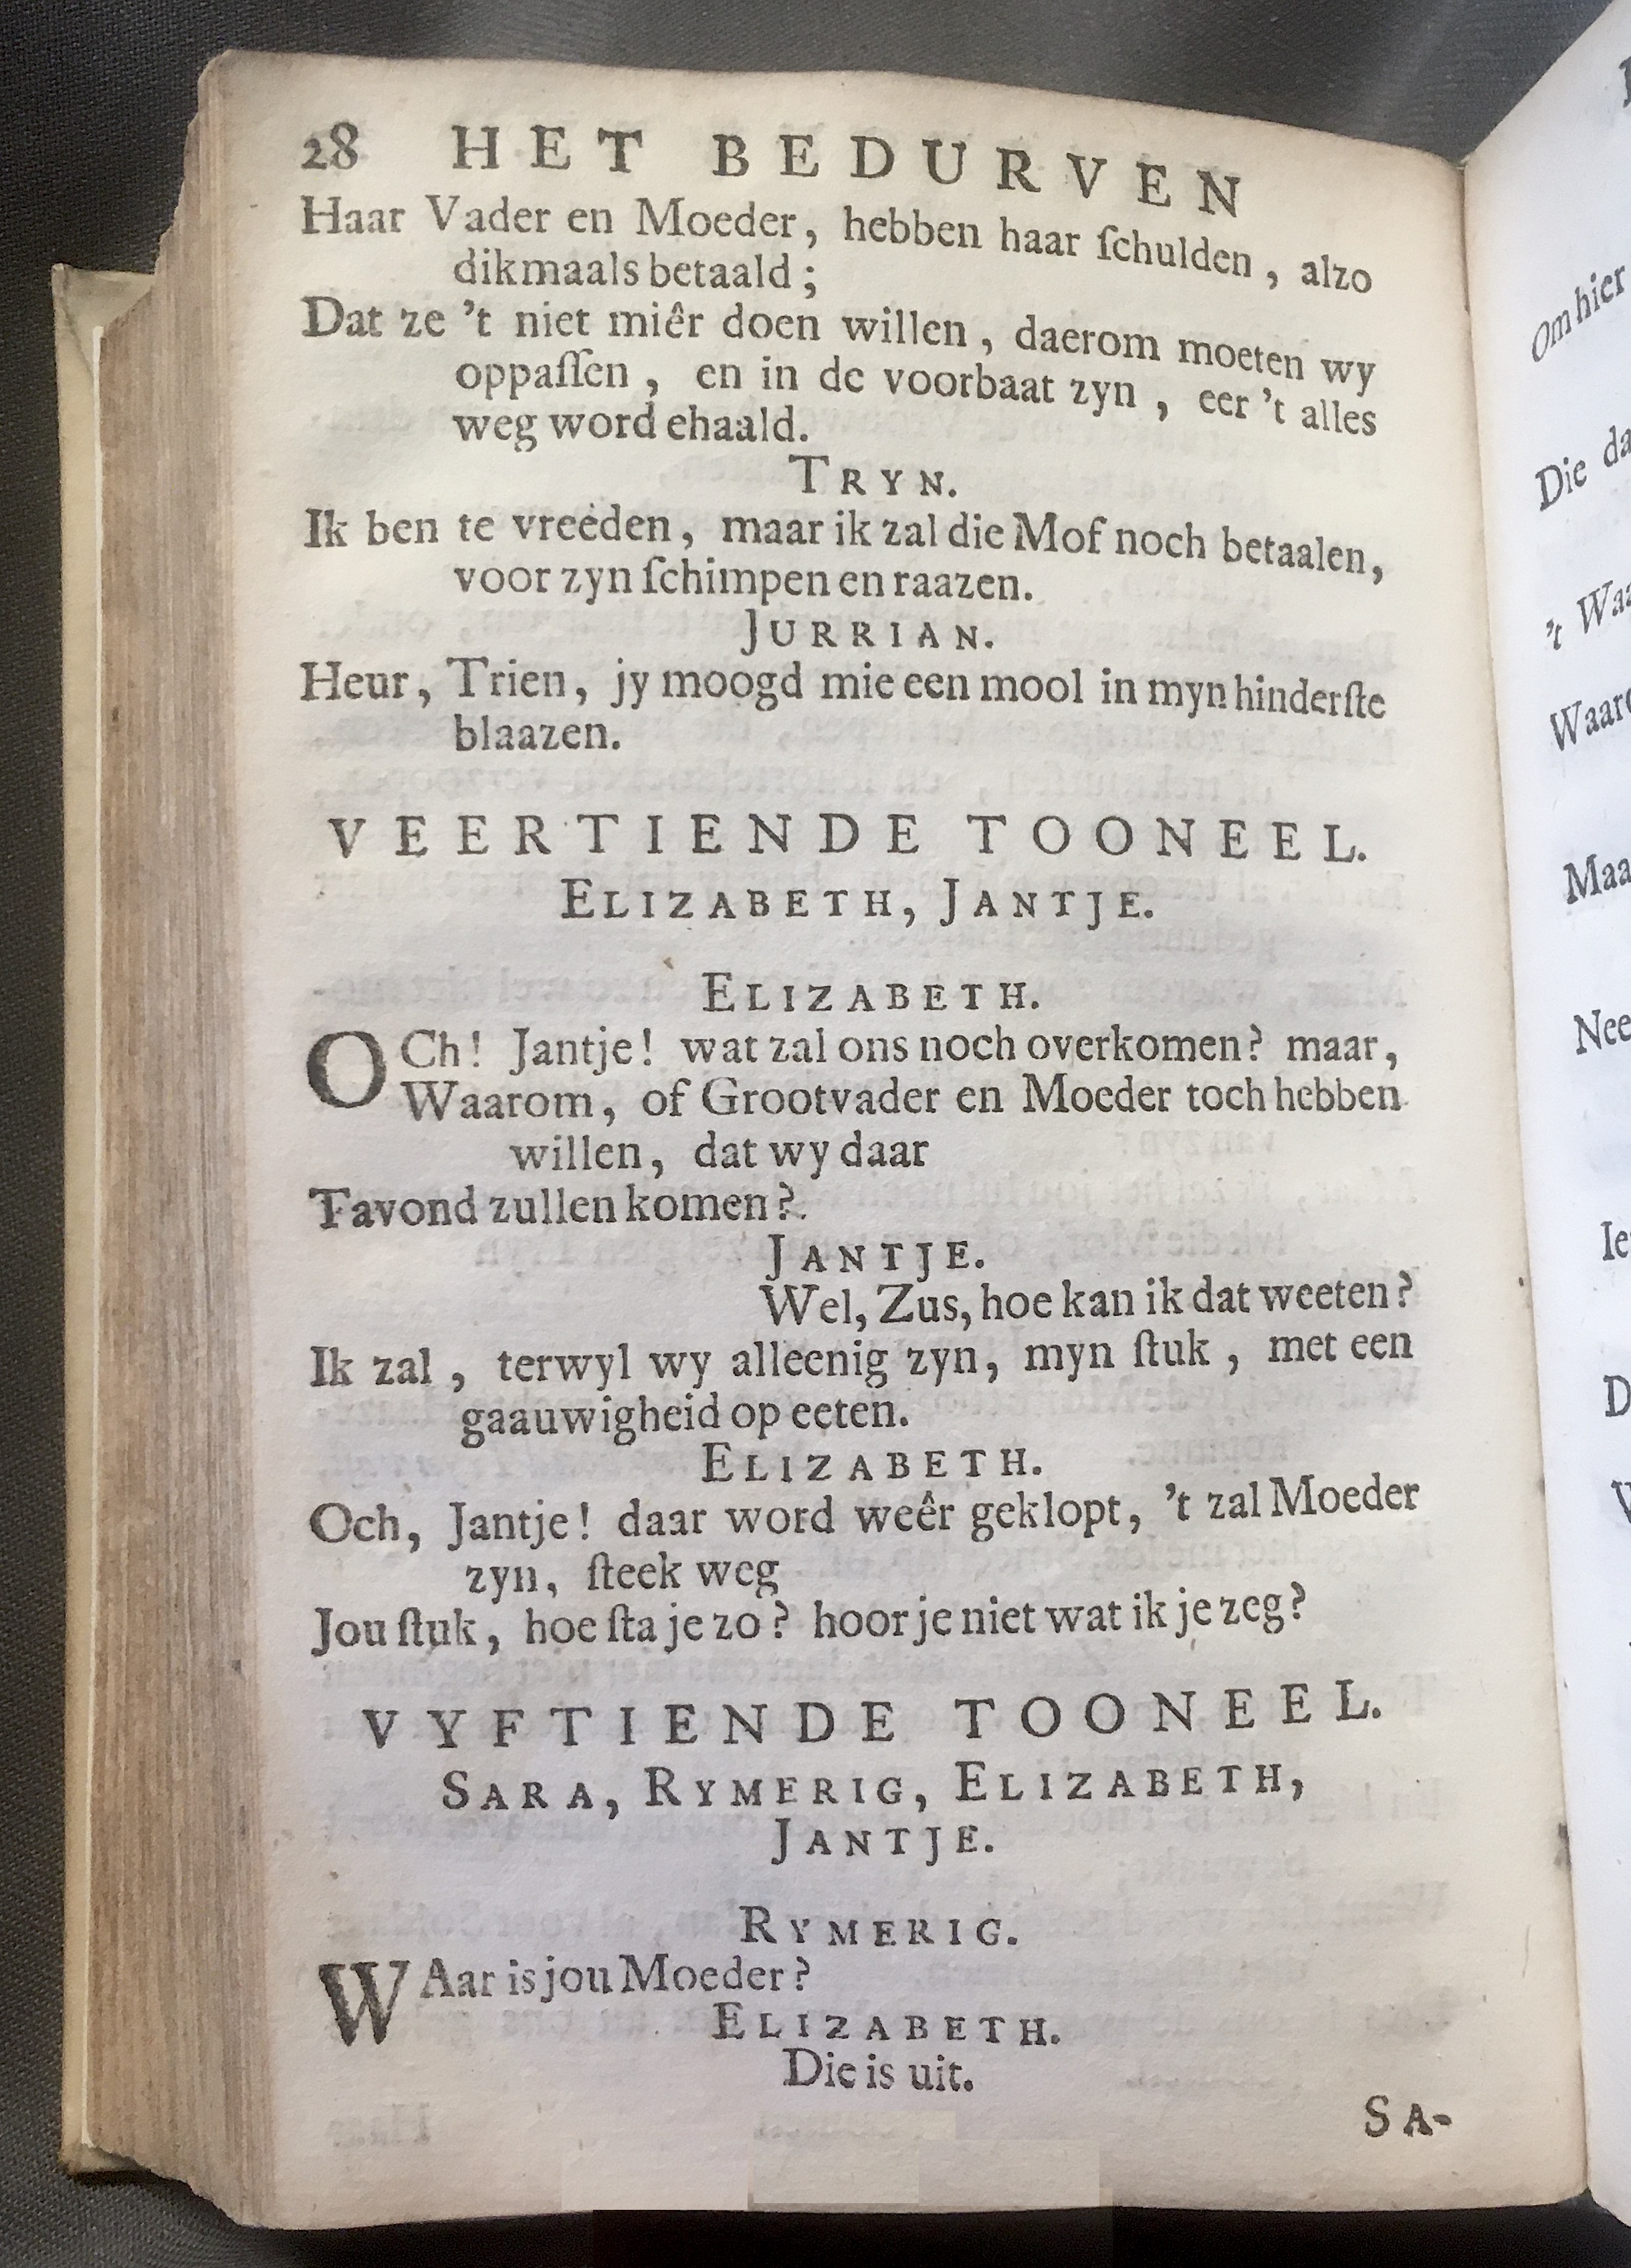 28 HET BEDURVEN
Haar Vader en Moeder, hebben haar ſchulden, alzo
dikmaals betaald;
Dat ze 't niet miêr doen willen, daerom moeten wy
oppaſſen, en in de voorbaat zyn, eer 't alles
weg word ehaald.
TRYN.
Ik ben te vreeden, maar ik zal die Mof noch betaalen,
voor zyn ſchimpen en raazen.
JURRIAN.
Heur, Trien, jy moogd mie een mool in myn hinderſte
blaazen.
VEERTIENDE TOONEEL.
ELIZABETH, JANTJE.
ELIZABETH.
OCh! Jantje! wat zal ons noch overkomen? maar,
Waarom, of Grootvader en Moeder toch hebben
willen, dat wy daar
Tavond zullen komen?
JANTJE.
Wel, Zus, hoe kan ik dat weeten?
Ik zal, terwyl wy alleenig zyn, myn ſtuk, met een
gaauwigheid op eeten.
ELIZABETH.
Och, Jantje! daar word weêr geklopt, 't zal Moeder
zyn, ſteek weg
Jou ſtuk, hoe ſta je zo? hoor je niet wat ik je zeg?
VYFTIENDE TOONEEL.
SARA, RYMERIG, ELIZABETH,
JANTJE.
RYMERIG.
WAar is jou Moeder?
ELIZABETH.
Die is uit.
SA-
Om hier
Die
't
Nee